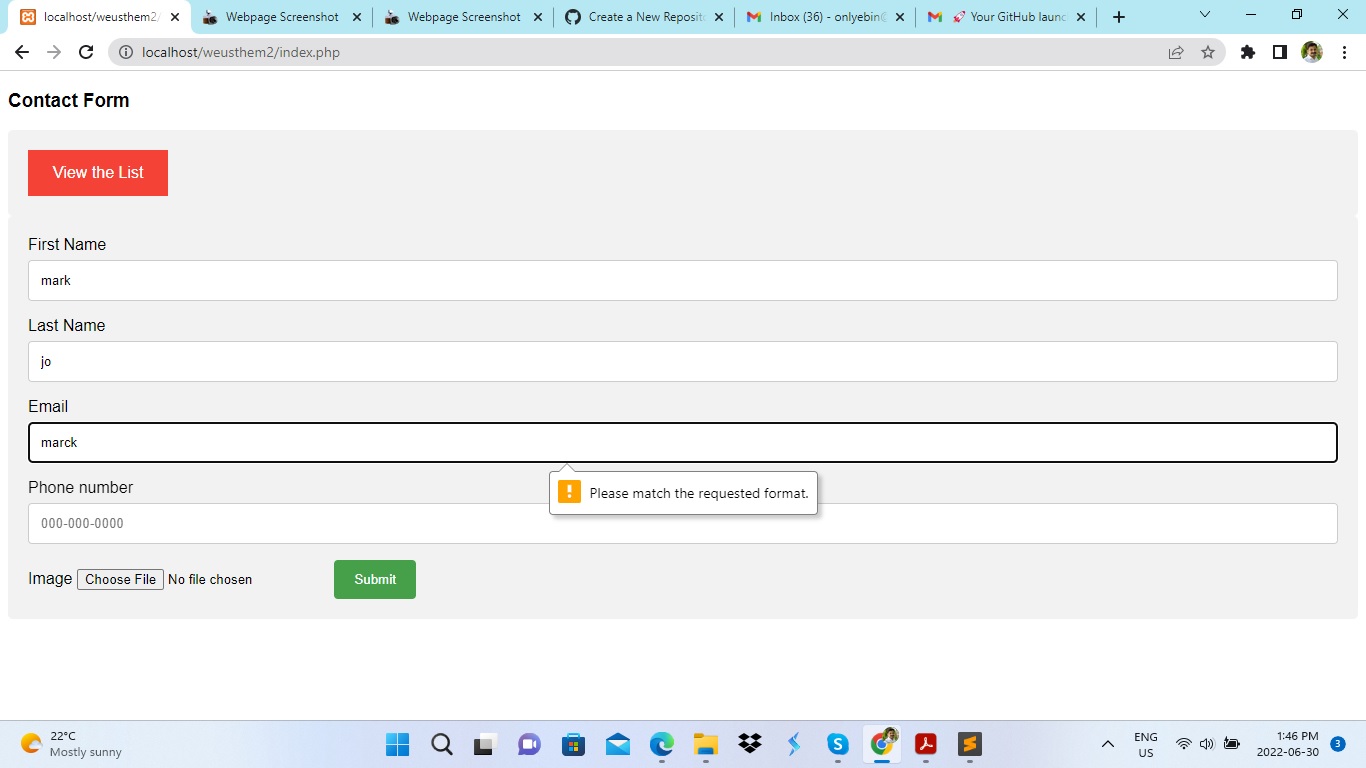 localhost/weusthem2/
Webpage Screenshot
Webpage Screenshot
Create a New Reposito
Inbox (36) - onlyebin@
🚀 Your GitHub launc
localhost/weusthem2/index.php
Contact Form
View the List
First Name
mark
Last Name
jo
Email
marck
Please match the requested format.
Phone number
000-000-0000
Image Choose File No file chosen Submit
22°C
Mostly sunny
ENG
US
1:46 PM
2022-06-30
3